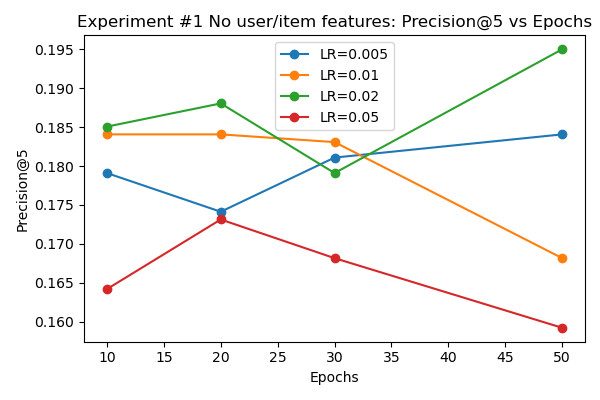 Experiment #1 No user/item features: Precision@5 vs Epochs
LR=0.005
LR=0.01
LR=0.02
LR=0.05
Precision@5
0.195
0.190
0.185
0.180
0.175
0.170
0.165
0.160
10 15 20 25 30 35 40 45 50
Epochs